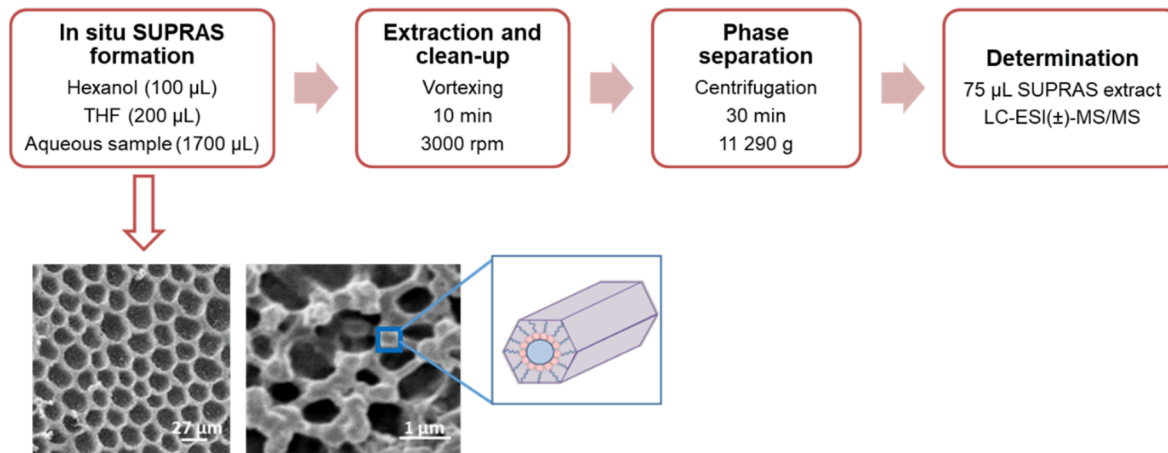 In situ SUPRAS
formation
Hexanol (100 µL)
THF (200 µL)
Aqueous sample (1700 µL)
Extraction and
clean-up
Vortexing
10 min
3000 rpm
Phase
separation
Centrifugation
30 min
11 290 g
Determination
75 µL SUPRAS extract
LC-ESI(±)-MS/MS
27 µm
1 µm